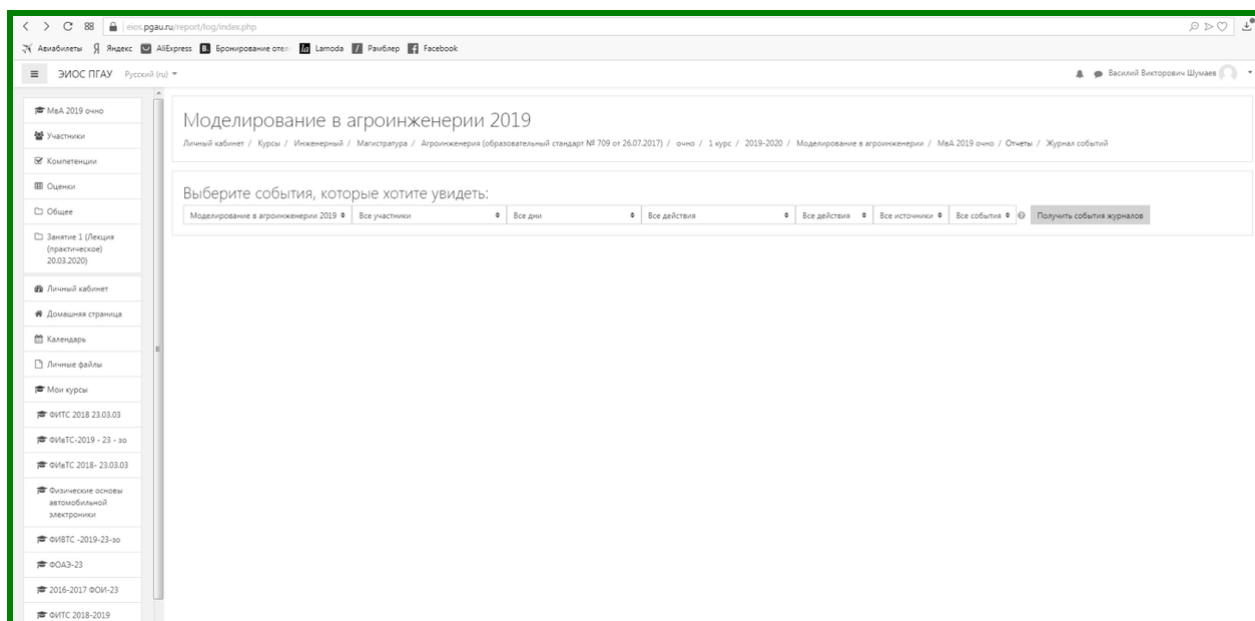 88 eios.pgau.ru/report/log/index.php
Авиабилеты Яндекс AliExpress Бронирование отел Lamoda Рамблер Facebook
ЭИОС ПГАУ Русский (ru) Василий Викторович Шумаев
МвА 2019 очно
Участники
Компетенции
Оценки
Общее
Занятие 1 (Лекция
(практическое)
20.03.2020)
Личный кабинет
Домашняя страница
Календарь
Личные файлы
Мои курсы
ФИТС 2018 23.03.03
ФИвТС-2019 - 23 - зо
ФИвТС 2018- 23.03.03
Физические основы
автомобильной
электроники
ФИВТС -2019-23-зо
ФОАЭ-23
2016-2017 ФОИ-23
ФИТС 2018-2019
Моделирование в агроинженерии 2019
Личный кабинет / Курсы / Инженерный / Магистратура / Агроинженерия (образовательный стандарт № 709 от 26.07.2017) / очно / 1 курс / 2019-2020 / Моделирование в агроинженерии / МвА 2019 очно / Отчеты / Журнал событий
Выберите события, которые хотите увидеть:
Моделирование в агроинженерии 2019 Все участники Все дни Все действия Все действия Все источники Все события Получить события журналов